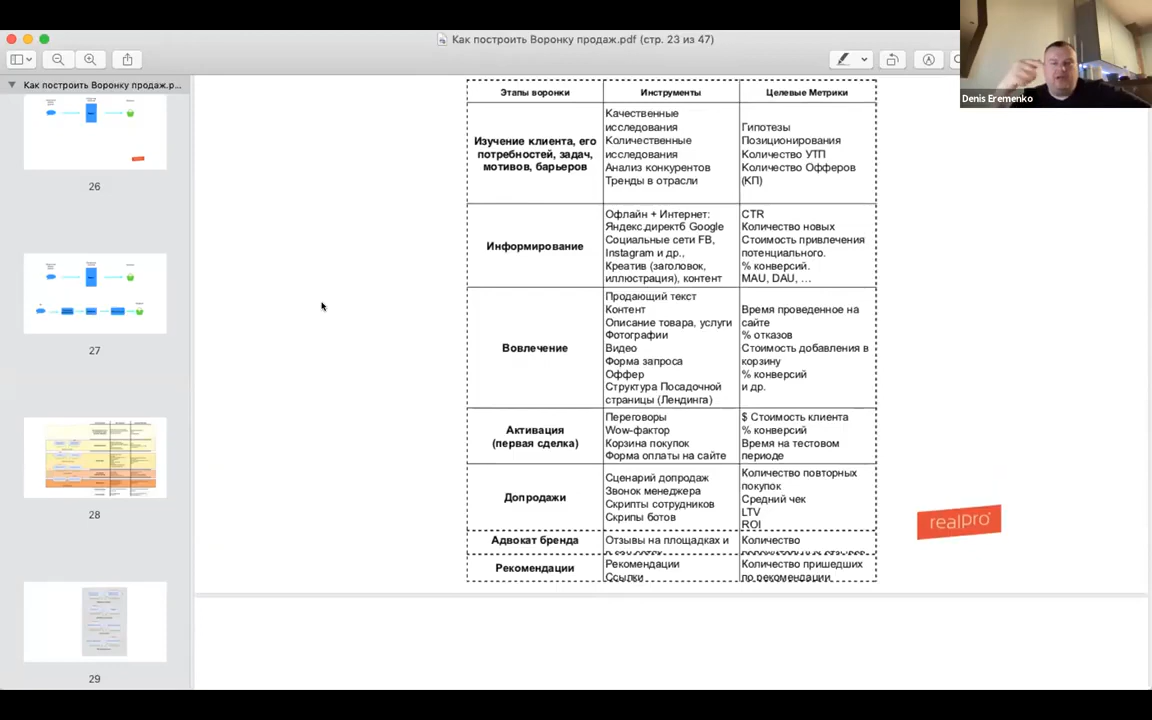 Как построить Воронку продаж.pdf (стр. 23 из 47)
Как построить Воронку продаж.p...
26
27
28
29
Denis Eremenko
Этапы воронки
Инструменты
Целевые Метрики
Изучение клиента, его
потребностей, задач,
мотивов, барьеров
Качественные
исследования
Количественные
исследования
Анализ конкурентов
Тренды в отрасли
Гипотезы
Позиционирования
Количество УТП
Количество Офферов
(КП)
Информирование
Офлайн + Интернет:
Яндекс.директб Google
Социальные сети FB,
Instagram и др.,
Креатив (заголовок,
иллюстрация), контент
CTR
Количество новых
Стоимость привлечения
потенциального.
% конверсий.
MAU, DAU, ...
Вовлечение
Продающий текст
Контент
Описание товара, услуги
Фотографии
Видео
Форма запроса
Оффер
Структура Посадочной
страницы (Лендинга)
Время проведенное на
сайте
% отказов
Стоимость добавления в
корзину
% конверсий
и др.
Активация
(первая сделка)
Переговоры
Wow-фактор
Корзина покупок
Форма оплаты на сайте
$ Стоимость клиента
% конверсий
Время на тестовом
периоде
Допродажи
Сценарий допродаж
Звонок менеджера
Скрипты сотрудников
Скрипы ботов
Количество повторных
покупок
Средний чек
LTV
ROI
Адвокат бренда
Отзывы на площадках и
Количество
Рекомендации
Рекомендации
Ссылки
Количество пришедших
по рекомендации
realpro